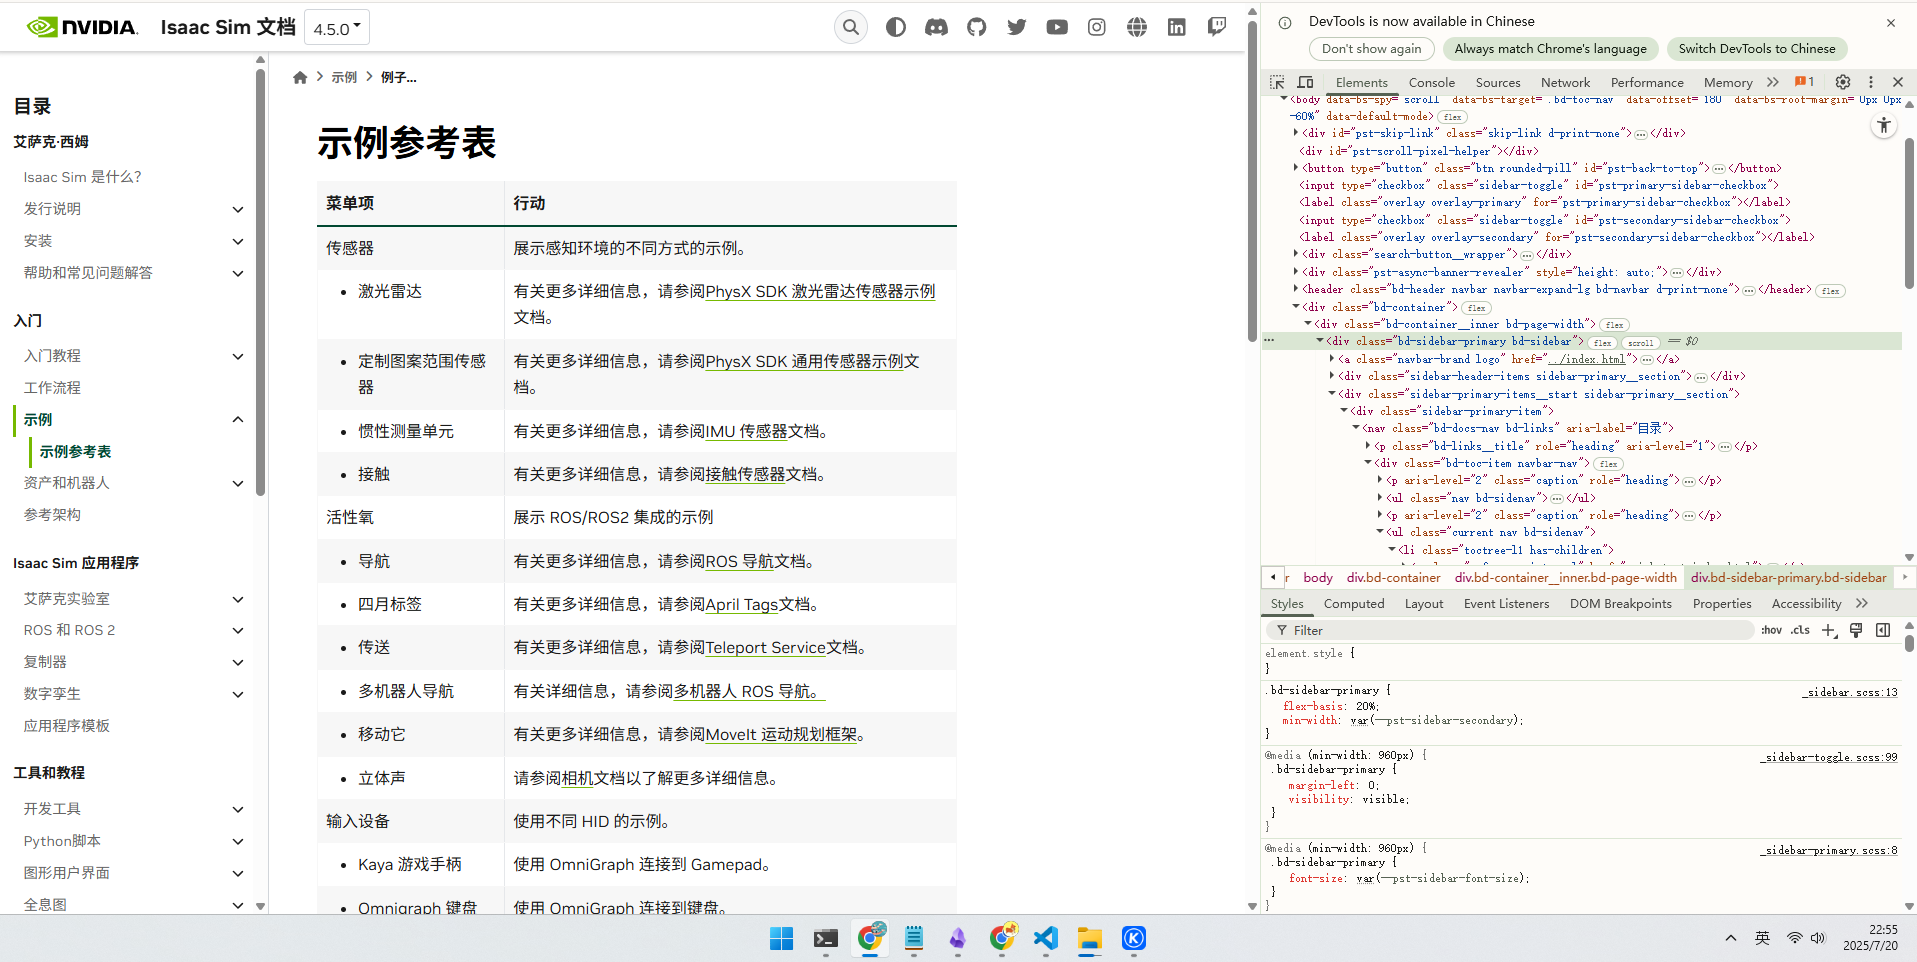 NVIDIA.
Isaac Sim 文档
4.5.0
目录
艾萨克·西姆
Isaac Sim 是什么？
发行说明
安装
帮助和常见问题解答
入门
入门教程
工作流程
示例
示例参考表
资产和机器人
参考架构
Isaac Sim 应用程序
艾萨克实验室
ROS 和 ROS 2
复制器
数字孪生
应用程序模板
工具和教程
开发工具
Python脚本
图形用户界面
全息图
示例
例子...
示例参考表
菜单项 行动
传感器 展示感知环境的不同方式的示例。
• 激光雷达 有关更多详细信息，请参阅PhysX SDK 激光雷达传感器示例
文档。
• 定制图案范围传感 有关更多详细信息，请参阅PhysX SDK 通用传感器示例文
器 档。
• 惯性测量单元 有关更多详细信息，请参阅IMU 传感器文档。
• 接触 有关更多详细信息，请参阅接触传感器文档。
活性氧 展示 ROS/ROS2 集成的示例
• 导航 有关更多详细信息，请参阅ROS 导航文档。
• 四月标签 有关更多详细信息，请参阅April Tags文档。
• 传送 有关更多详细信息，请参阅Teleport Service文档。
• 多机器人导航 有关详细信息，请参阅多机器人 ROS 导航。
• 移动它 有关更多详细信息，请参阅MoveIt 运动规划框架。
• 立体声 请参阅相机文档以了解更多详细信息。
输入设备 使用不同 HID 的示例。
• Kaya 游戏手柄 使用 OmniGraph 连接到 Gamepad。
• Omnigraph 键盘 使用 OmniGraph 连接到键盘。
DevTools is now available in Chinese
Don't show again Always match Chrome's language Switch DevTools to Chinese
Elements Console Sources Network Performance Memory 1
<body data-bs-spy="scroll" data-bs-target=".bd-toc-nav" data-offset="180" data-bs-root-margin="0px 0px
-60%" data-default-mode> flex
<div id="pst-skip-link" class="skip-link d-print-none"> … </div>
<div id="pst-scroll-pixel-helper"></div>
<button type="button" class="btn rounded-pill" id="pst-back-to-top"> … </button>
<input type="checkbox" class="sidebar-toggle" id="pst-primary-sidebar-checkbox">
<label class="overlay overlay-primary" for="pst-primary-sidebar-checkbox"></label>
<input type="checkbox" class="sidebar-toggle" id="pst-secondary-sidebar-checkbox">
<label class="overlay overlay-secondary" for="pst-secondary-sidebar-checkbox"></label>
<div class="search-button__wrapper"> … </div>
<div class="pst-async-banner-revealer" style="height: auto;"> … </div>
<header class="bd-header navbar navbar-expand-lg bd-navbar d-print-none"> … </header> flex
<div class="bd-container"> flex
<div class="bd-container__inner bd-page-width"> flex
… <div class="bd-sidebar-primary bd-sidebar"> flex scroll == $0
<a class="navbar-brand logo" href="../index.html"> … </a>
<div class="sidebar-header-items sidebar-primary__section"> … </div>
<div class="sidebar-primary-items__start sidebar-primary__section">
<div class="sidebar-primary-item">
<nav class="bd-docs-nav bd-links" aria-label="目录">
<p class="bd-links__title" role="heading" aria-level="1"> … </p>
<div class="bd-toc-item navbar-nav"> flex
<p aria-level="2" class="caption" role="heading"> … </p>
<ul class="nav bd-sidenav"> … </ul>
<p aria-level="2" class="caption" role="heading"> … </p>
<ul class="current nav bd-sidenav">
<li class="toctree-l1 has-children">
r body div.bd-container div.bd-container__inner.bd-page-width div.bd-sidebar-primary.bd-sidebar
Styles Computed Layout Event Listeners DOM Breakpoints Properties Accessibility
Filter :hov .cls
element.style {
}
.bd-sidebar-primary { _sidebar.scss:13
flex-basis: 20%;
min-width: var(--pst-sidebar-secondary);
}
@media (min-width: 960px) { _sidebar-toggle.scss:99
.bd-sidebar-primary {
margin-left: 0;
visibility: visible;
}
}
@media (min-width: 960px) { _sidebar-primary.scss:8
.bd-sidebar-primary {
font-size: var(--pst-sidebar-font-size);
}
}
英
22:55
2025/7/20